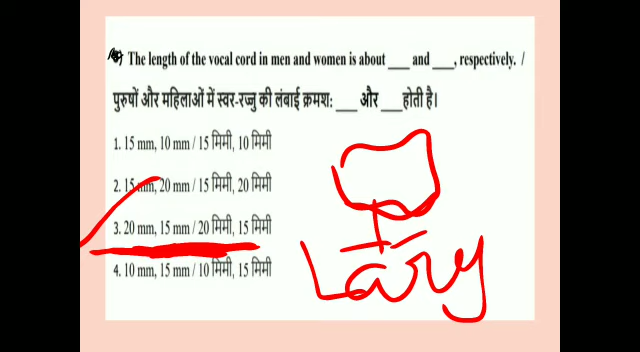 The length of the vocal cord in men and women is about ___ and ___, respectively. /
पुरुषों और महिलाओं में स्वर-रज्जु की लंबाई क्रमश: ___ और ___होती है।
1. 15 mm, 10 mm / 15 मिमी, 10 मिमी
2. 15 mm, 20 mm / 15 मिमी, 20 मिमी
3. 20 mm, 15 mm / 20 मिमी, 15 मिमी
4. 10 mm, 15 mm / 10 मिमी, 15 मिमी
Lary